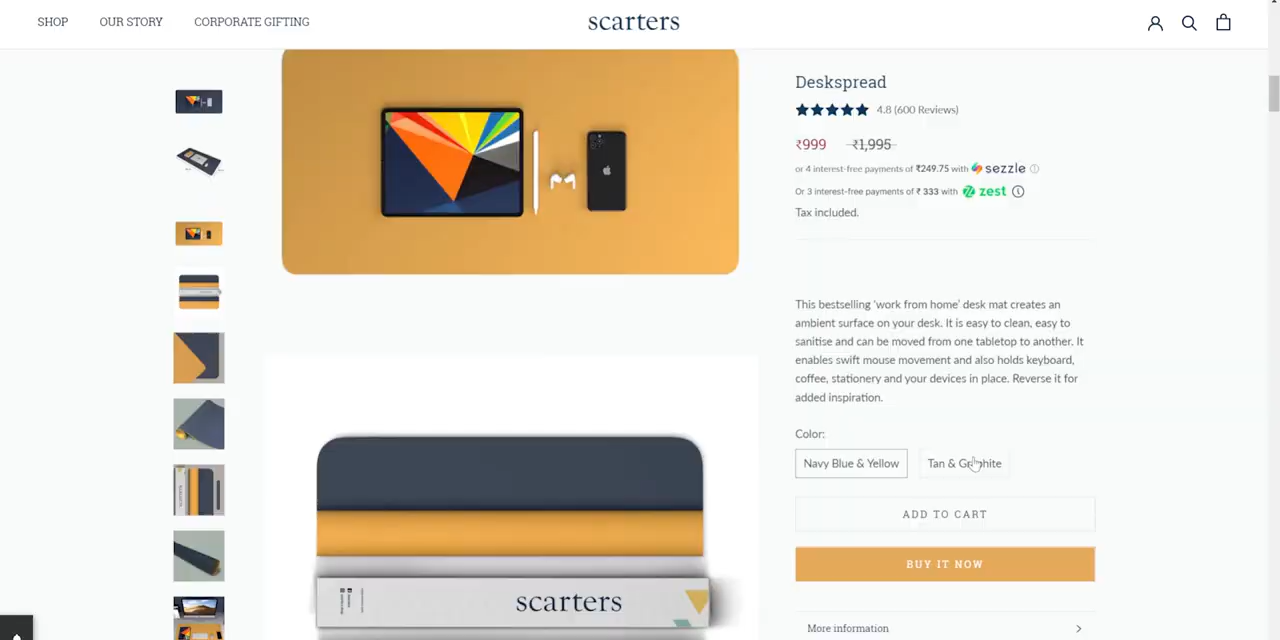 SHOP OUR STORY CORPORATE GIFTING scarters
Deskspread
4.8 (600 Reviews)
₹999 ₹1,995
or 4 interest-free payments of ₹249.75 with sezzle
Or 3 interest-free payments of ₹ 333 with zest
Tax included.
This bestselling 'work from home' desk mat creates an
ambient surface on your desk. It is easy to clean, easy to
sanitise and can be moved from one tabletop to another. It
enables swift mouse movement and also holds keyboard,
coffee, stationery and your devices in place. Reverse it for
added inspiration.
Color:
Navy Blue & Yellow Tan & Graphite
ADD TO CART
BUY IT NOW
More information
scarters